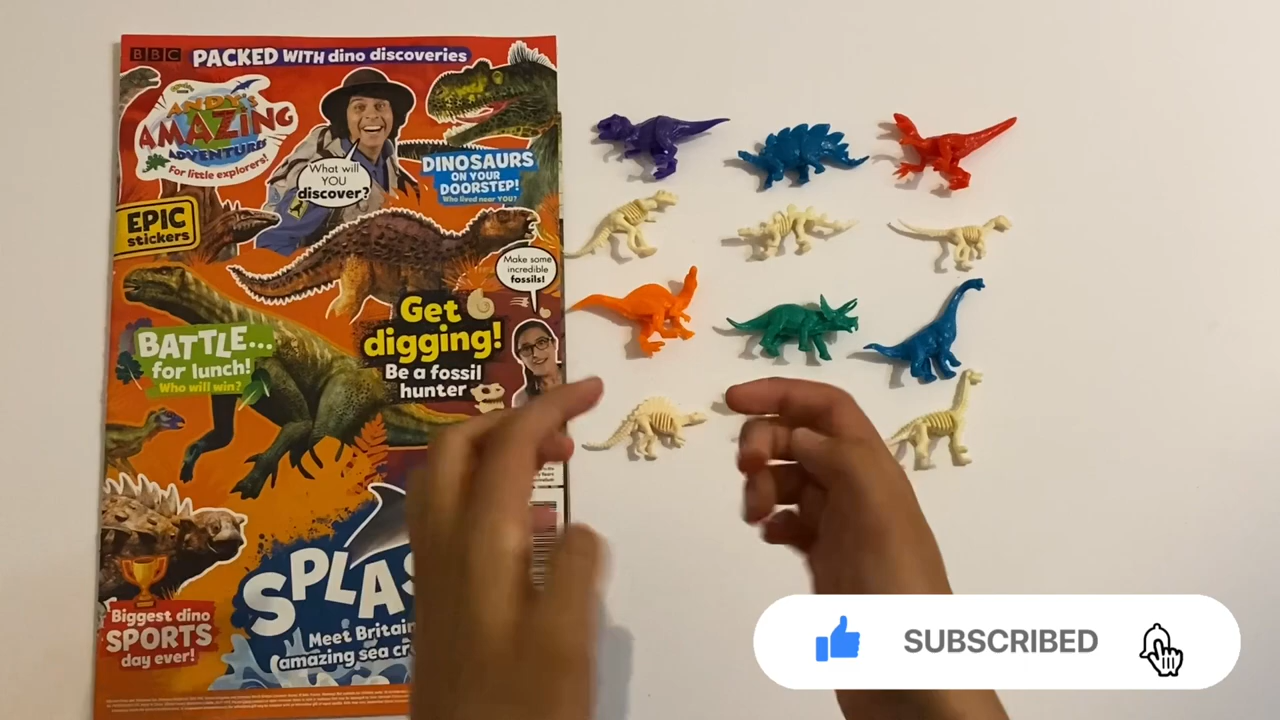 BBC
PACKED WITH dino discoveries
ANDY'S
AMAZING
ADVENTURES
For little explorers!
What will
YOU
discover?
DINOSAURS
ON YOUR
DOORSTEP!
Who lived near YOU?
EPIC
stickers
Make some
incredible
fossils!
Get
digging!
Be a fossil
hunter
BATTLE...
for lunch!
Who will win?
SPLAS
Meet Britain
amazing sea cr
Biggest dino
SPORTS
day ever!
SUBSCRIBED